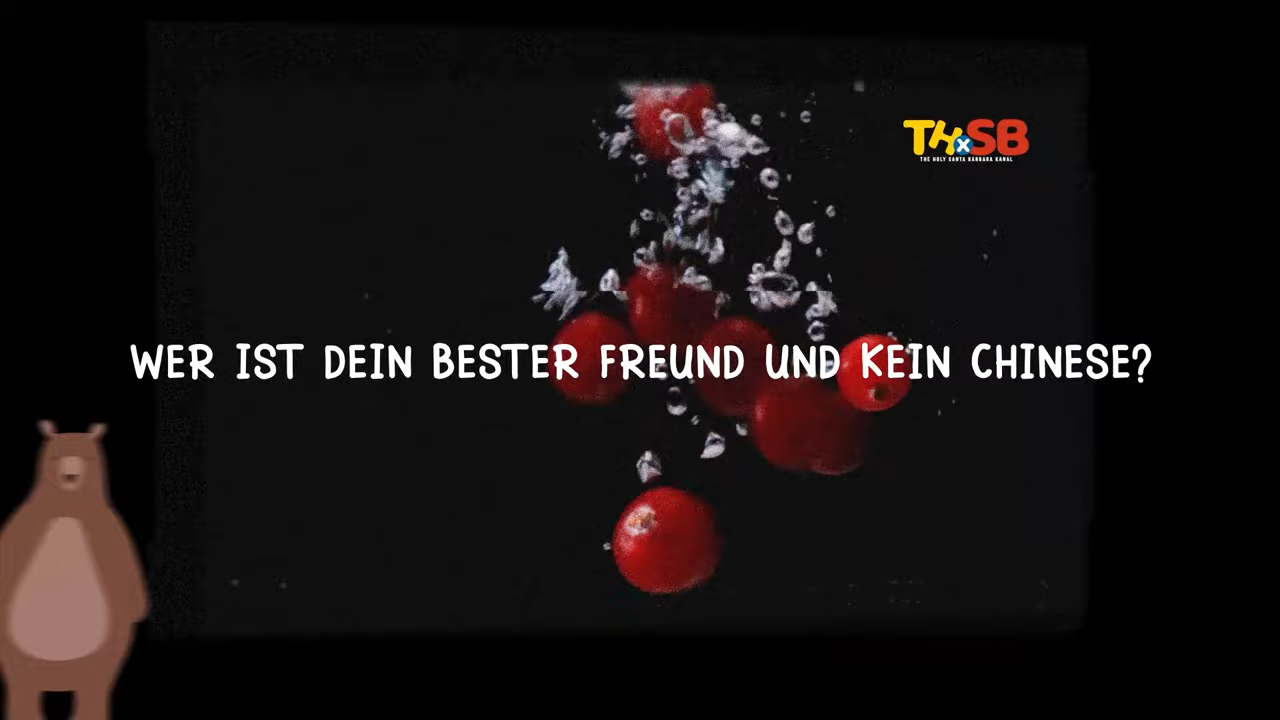 THxSB
THE HOLY SANTA BARBARA KANAL
WER IST DEIN BESTER FREUND UND KEIN CHINESE?